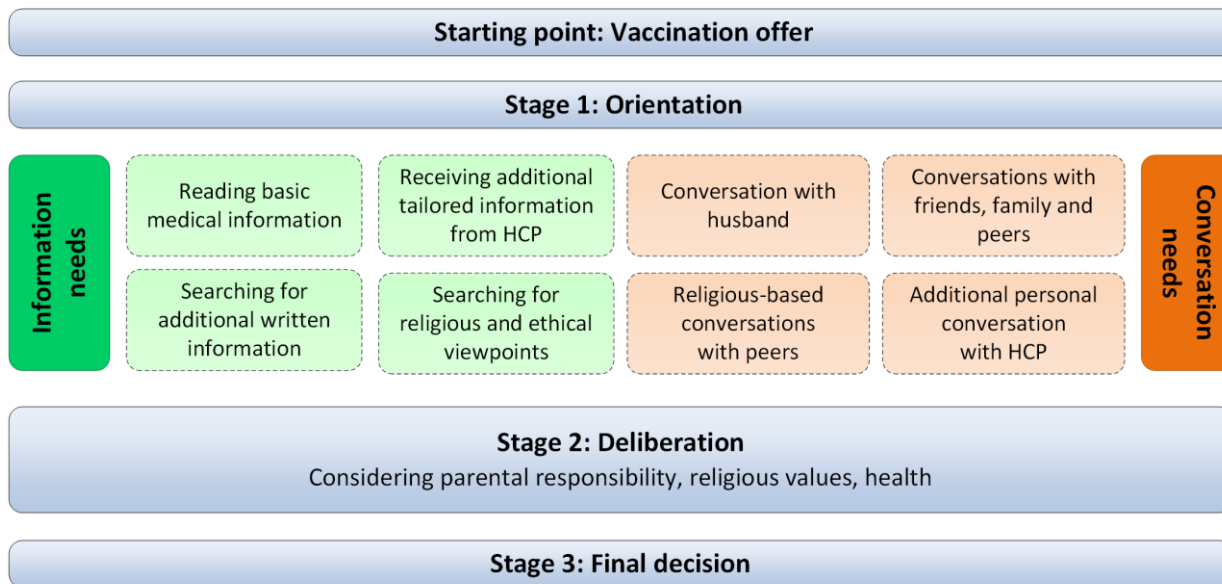 Starting point: Vaccination offer
Stage 1: Orientation
Information
needs
Reading basic
medical information
Receiving additional
tailored information
from HCP
Conversation with
husband
Conversations with
friends, family and
peers
Searching for
additional written
information
Searching for
religious and ethical
viewpoints
Religious-based
conversations
with peers
Additional personal
conversation
with HCP
Conversation
needs
Stage 2: Deliberation
Considering parental responsibility, religious values, health
Stage 3: Final decision